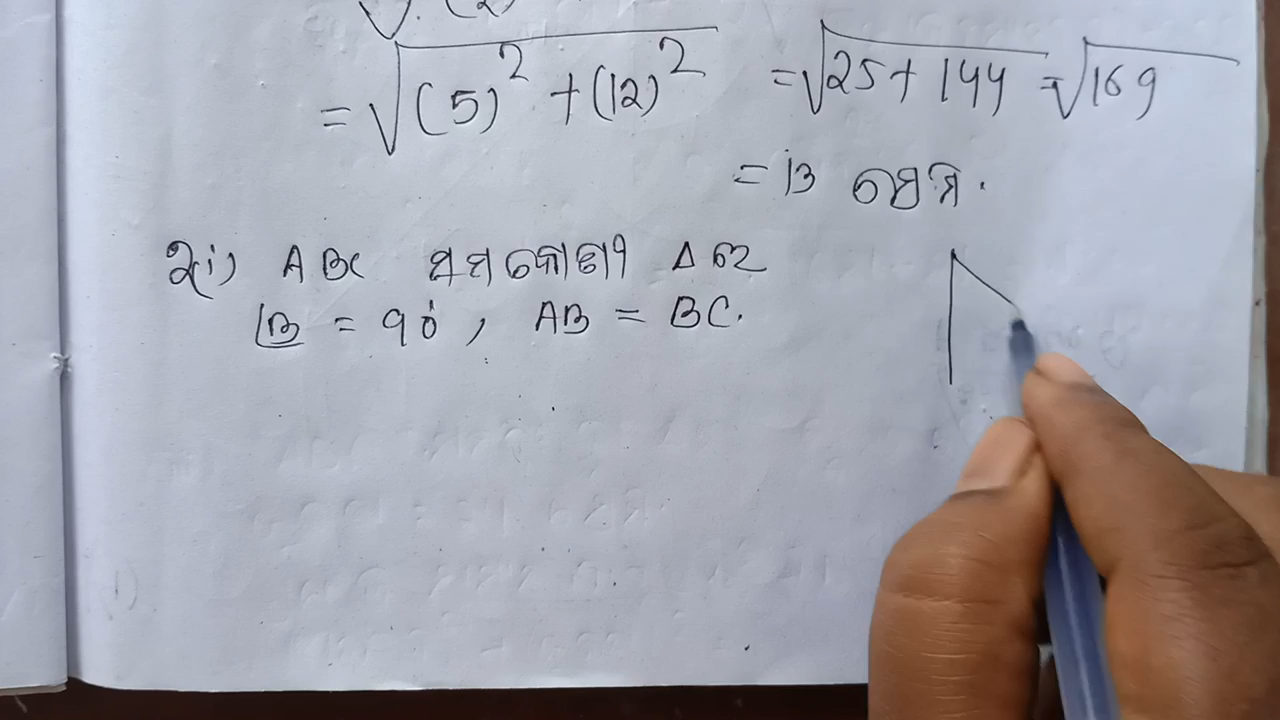 = √(5)² + (12)² = √25 + 144 = √169
= 13 ସେମି.
2(i) ABC ସମକୋଣୀ Δ ରେ
∠B = 90°, AB = BC.